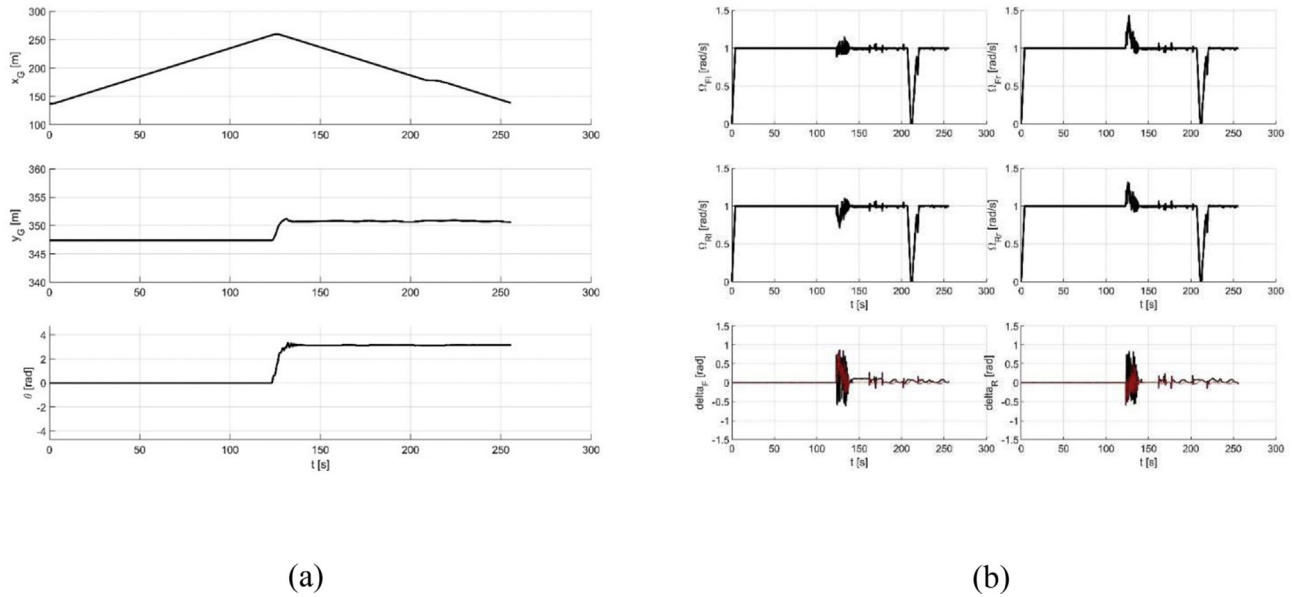 300
250
200
150
100
x_G [m]
0 50 100 150 200 250 300
360
355
350
345
340
y_G [m]
0 50 100 150 200 250 300
4
2
0
-2
-4
θ [rad]
0 50 100 150 200 250 300
t [s]
(a)
1.5
1
0.5
0
Ω_Fl [rad/s]
0 50 100 150 200 250 300
1.5
1
0.5
0
Ω_Fr [rad/s]
0 50 100 150 200 250 300
1.5
1
0.5
0
Ω_Rl [rad/s]
0 50 100 150 200 250 300
t [s]
1.5
1
0.5
0
Ω_Rr [rad/s]
0 50 100 150 200 250 300
t [s]
1.5
1
0.5
0
-0.5
-1
-1.5
delta_F [rad]
0 50 100 150 200 250 300
t [s]
1.5
1
0.5
0
-0.5
-1
-1.5
delta_R [rad]
0 50 100 150 200 250 300
t [s]
(b)